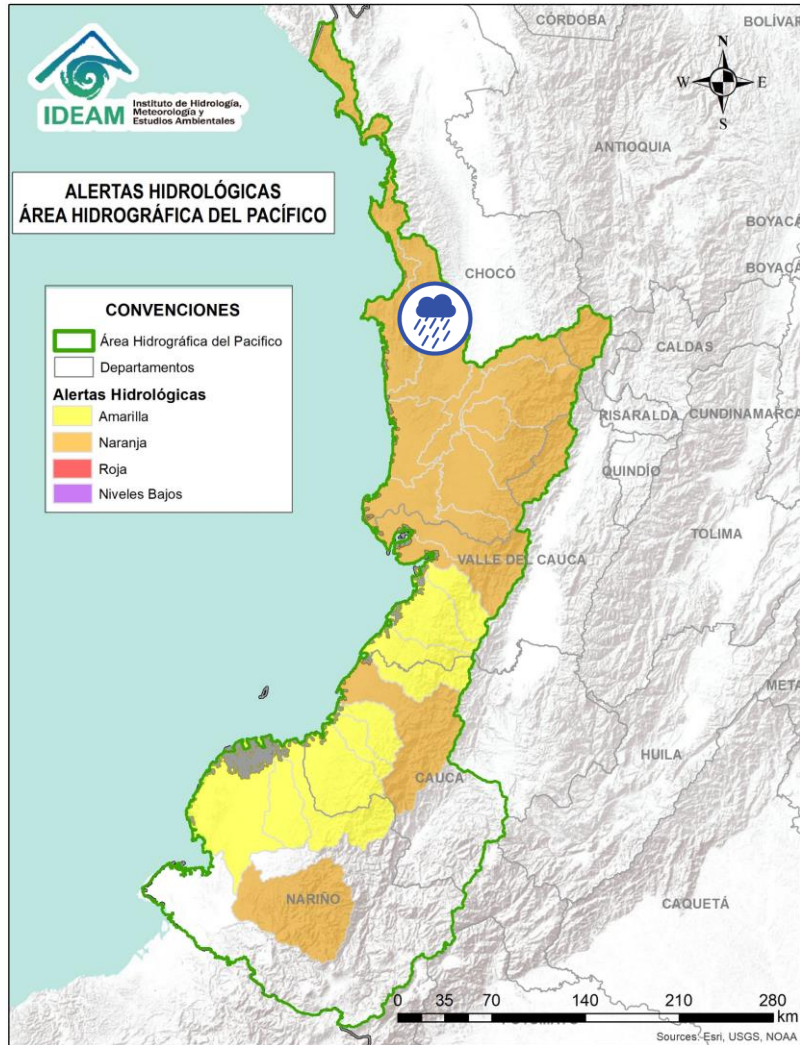 CÓRDOBA
BOLÍVAR
N
W E
S
IDEAM
Instituto de Hidrología,
Meteorología y
Estudios Ambientales
ANTIOQUIA
ALERTAS HIDROLÓGICAS
ÁREA HIDROGRÁFICA DEL PACÍFICO
BOYACÁ
BOYACÁ
CHOCÓ
CONVENCIONES
Área Hidrográfica del Pacifico
Departamentos
Alertas Hidrológicas
Amarilla
Naranja
Roja
Niveles Bajos
CALDAS
RISARALDA
CUNDINAMARCA
QUINDÍO
TOLIMA
VALLE DEL CAUCA
META
HUILA
CAUCA
NARIÑO
CAQUETÁ
0 35 70 140 210 280
km
Sources: Esri, USGS, NOAA